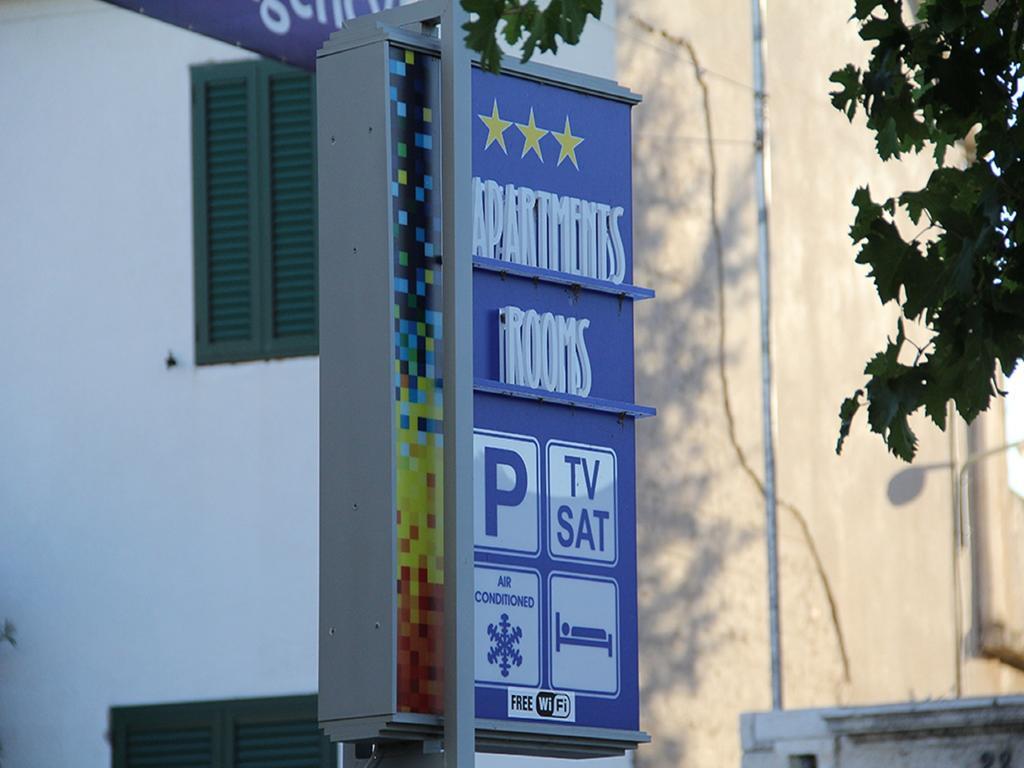 APARTMENTS
ROOMS
P
TV
SAT
AIR
CONDITIONED
FREE WiFi